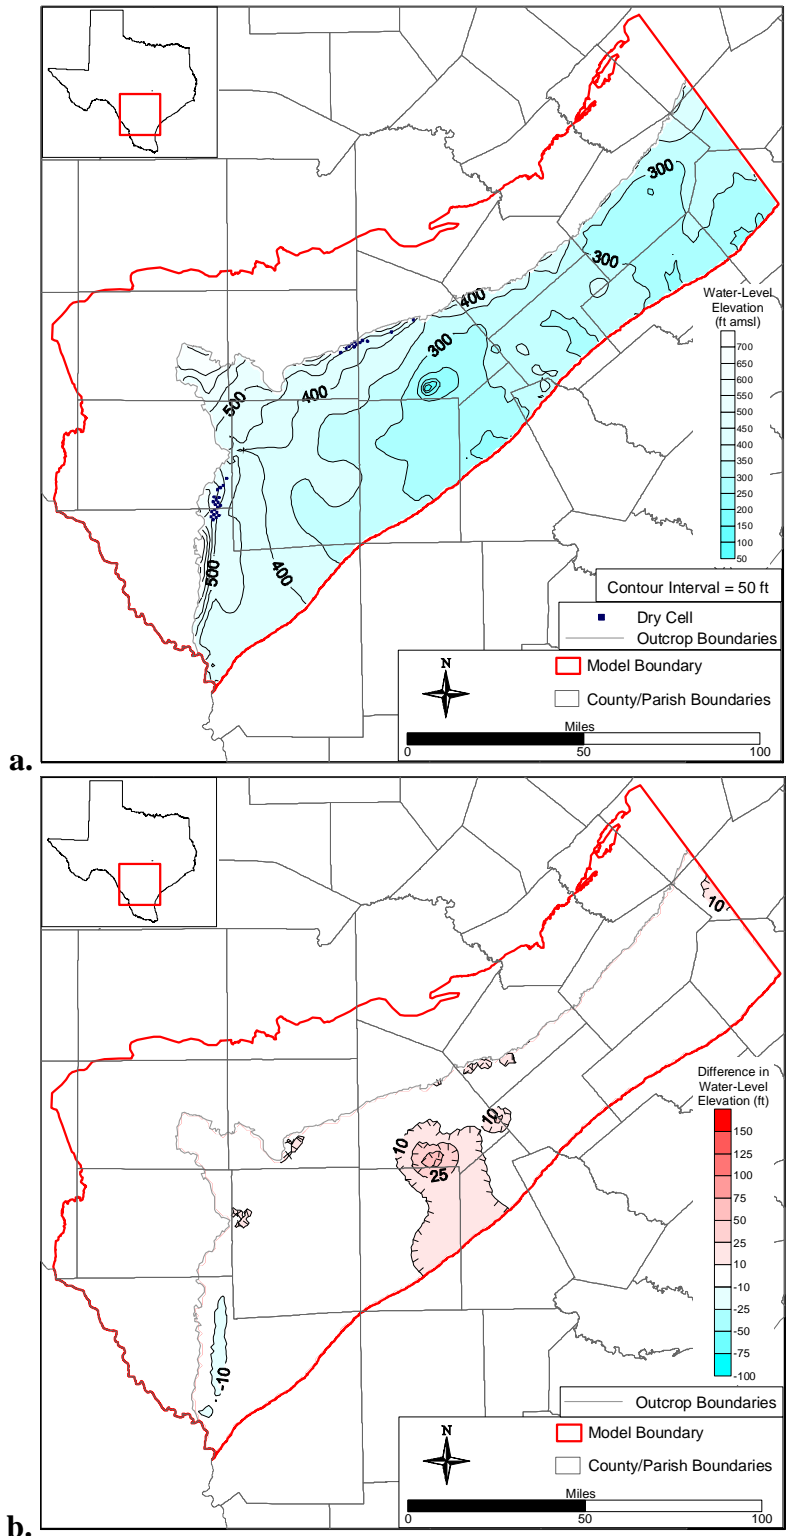 300
300
400
300
400
500
500
400
Water-Level
Elevation
(ft amsl)
700
650
600
550
500
450
400
350
300
250
200
150
100
50
Contour Interval = 50 ft
Dry Cell
Outcrop Boundaries
N
Model Boundary
County/Parish Boundaries
Miles
0
50
100
a.
10
10
10
25
-10
Difference in
Water-Level
Elevation (ft)
150
125
100
75
50
25
10
-10
-25
-50
-75
-100
Outcrop Boundaries
N
Model Boundary
County/Parish Boundaries
Miles
0
50
100
b.